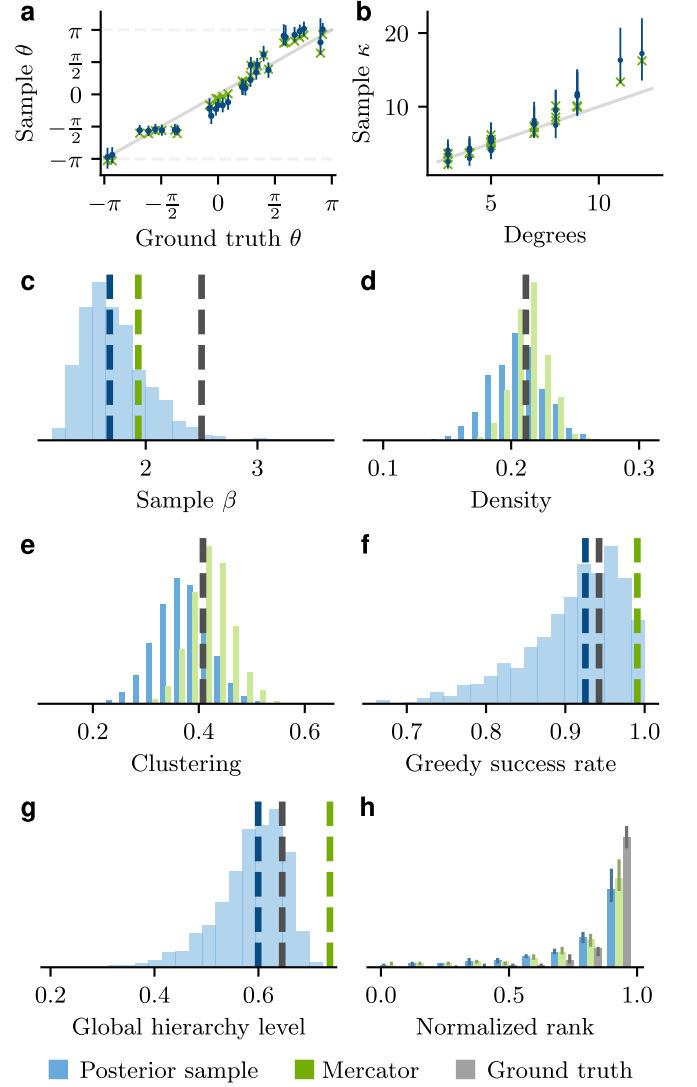 a
π
π/2
0
−π/2
−π
Sample θ
−π
−π/2
0
π/2
π
Ground truth θ
b
20
10
Sample κ
5
10
Degrees
c
2
3
Sample β
d
0.1
0.2
0.3
Density
e
0.2
0.4
0.6
Clustering
f
0.7
0.8
0.9
1.0
Greedy success rate
g
0.2
0.4
0.6
Global hierarchy level
h
0.0
0.5
1.0
Normalized rank
Posterior sample
Mercator
Ground truth